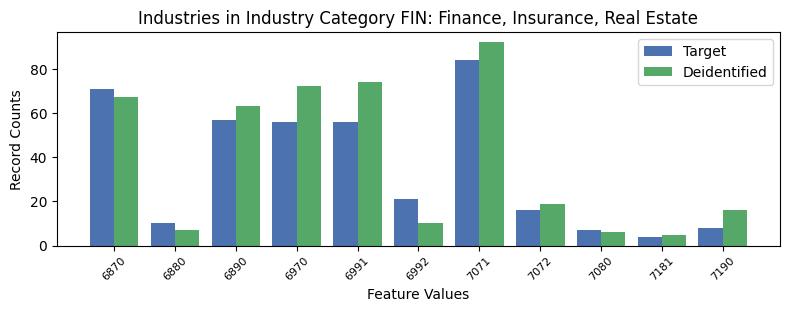 Industries in Industry Category FIN: Finance, Insurance, Real Estate
Target
Deidentified
Record Counts
80
60
40
20
0
6870 6880 6890 6970 6991 6992 7071 7072 7080 7181 7190
Feature Values